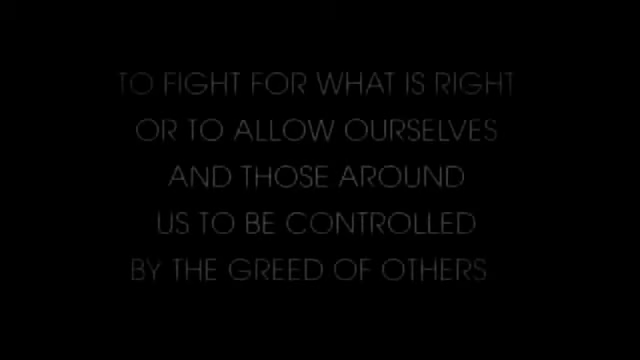 TO FIGHT FOR WHAT IS RIGHT
OR TO ALLOW OURSELVES
AND THOSE AROUND
US TO BE CONTROLLED
BY THE GREED OF OTHERS